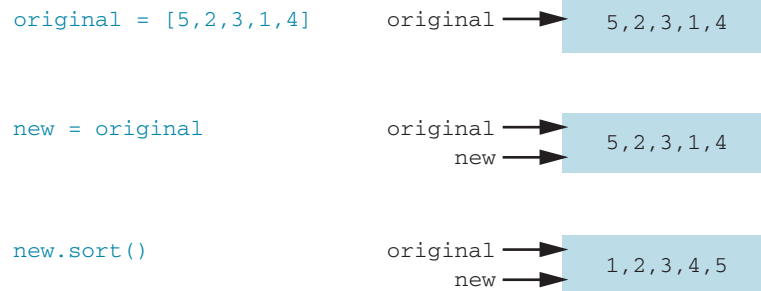 original = [5,2,3,1,4] original 5,2,3,1,4
new = original original 5,2,3,1,4
new
new.sort() original 1,2,3,4,5
new